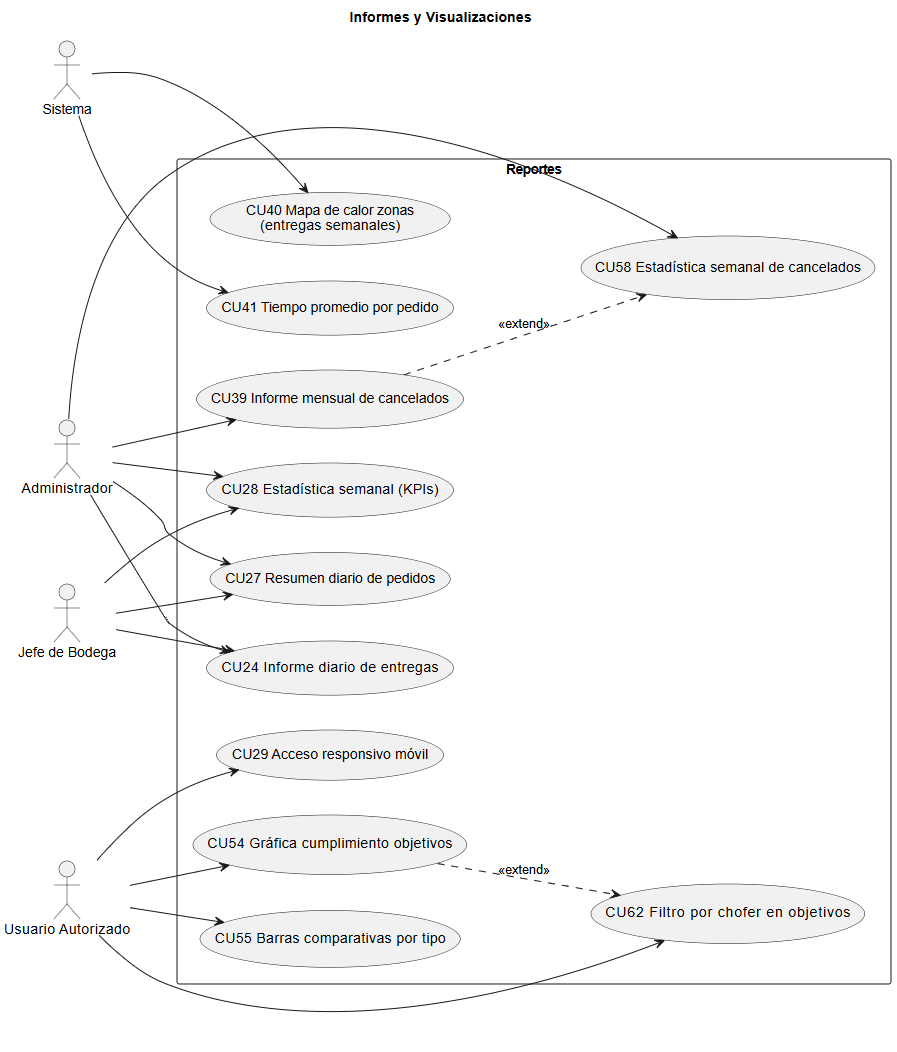 Informes y Visualizaciones
Sistema
Reportes
CU40 Mapa de calor zonas
(entregas semanales)
CU58 Estadística semanal de cancelados
CU41 Tiempo promedio por pedido
«extend»
CU39 Informe mensual de cancelados
Administrador
CU28 Estadística semanal (KPIs)
CU27 Resumen diario de pedidos
Jefe de Bodega
CU24 Informe diario de entregas
CU29 Acceso responsivo móvil
CU54 Gráfica cumplimiento objetivos
«extend»
CU62 Filtro por chofer en objetivos
Usuario Autorizado
CU55 Barras comparativas por tipo